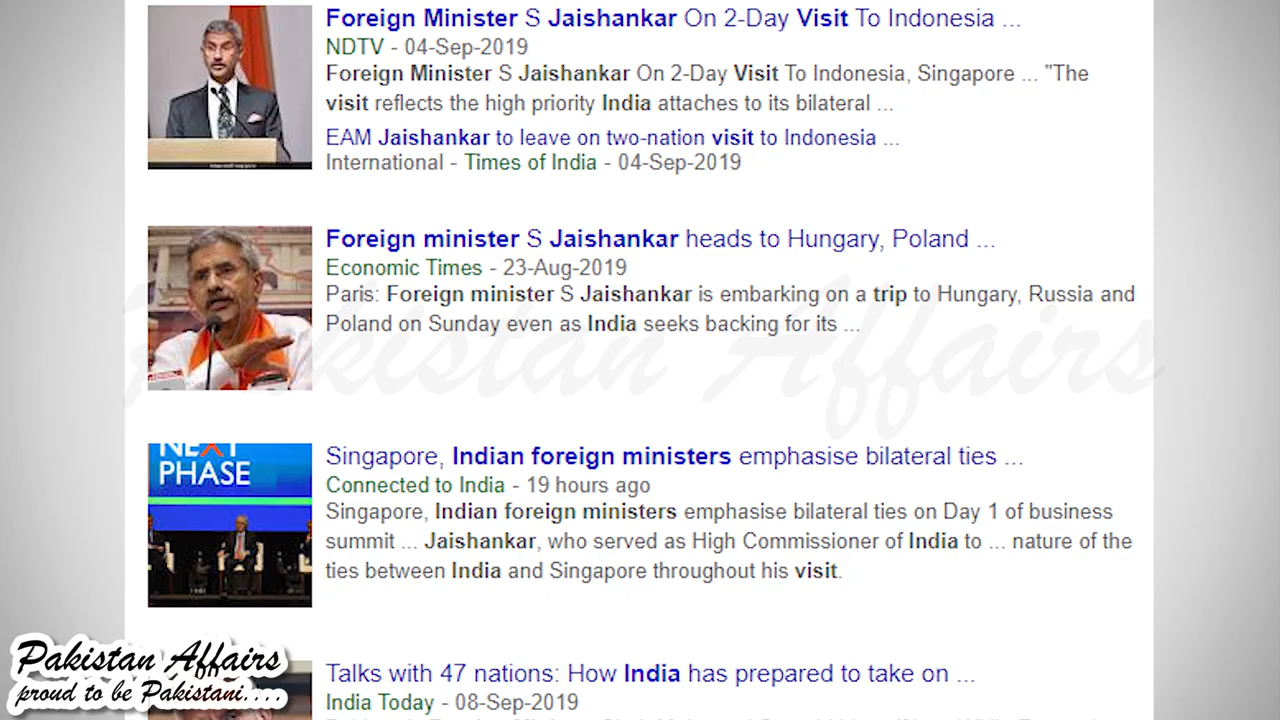 Foreign Minister S Jaishankar On 2-Day Visit To Indonesia ...
NDTV - 04-Sep-2019
Foreign Minister S Jaishankar On 2-Day Visit To Indonesia, Singapore ... "The
visit reflects the high priority India attaches to its bilateral ...
EAM Jaishankar to leave on two-nation visit to Indonesia ...
International - Times of India - 04-Sep-2019
Foreign minister S Jaishankar heads to Hungary, Poland ...
Economic Times - 23-Aug-2019
Paris: Foreign minister S Jaishankar is embarking on a trip to Hungary, Russia and
Poland on Sunday even as India seeks backing for its ...
Pakistan Affairs
NEXT
PHASE
Singapore, Indian foreign ministers emphasise bilateral ties ...
Connected to India - 19 hours ago
Singapore, Indian foreign ministers emphasise bilateral ties on Day 1 of business
summit ... Jaishankar, who served as High Commissioner of India to ... nature of the
ties between India and Singapore throughout his visit.
Talks with 47 nations: How India has prepared to take on ...
India Today - 08-Sep-2019
Pakistan Affairs
proud to be Pakistani....